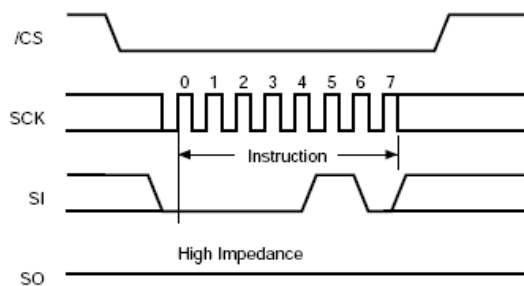 /CS
0 1 2 3 4 5 6 7
SCK
Instruction
SI
High Impedance
SO